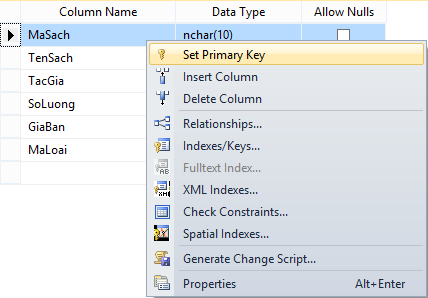 Column Name Data Type Allow Nulls
MaSach nchar(10)
TenSach
TacGia
SoLuong
GiaBan
MaLoai
Set Primary Key
Insert Column
Delete Column
Relationships...
Indexes/Keys...
Fulltext Index...
XML Indexes...
Check Constraints...
Spatial Indexes...
Generate Change Script...
Properties Alt+Enter